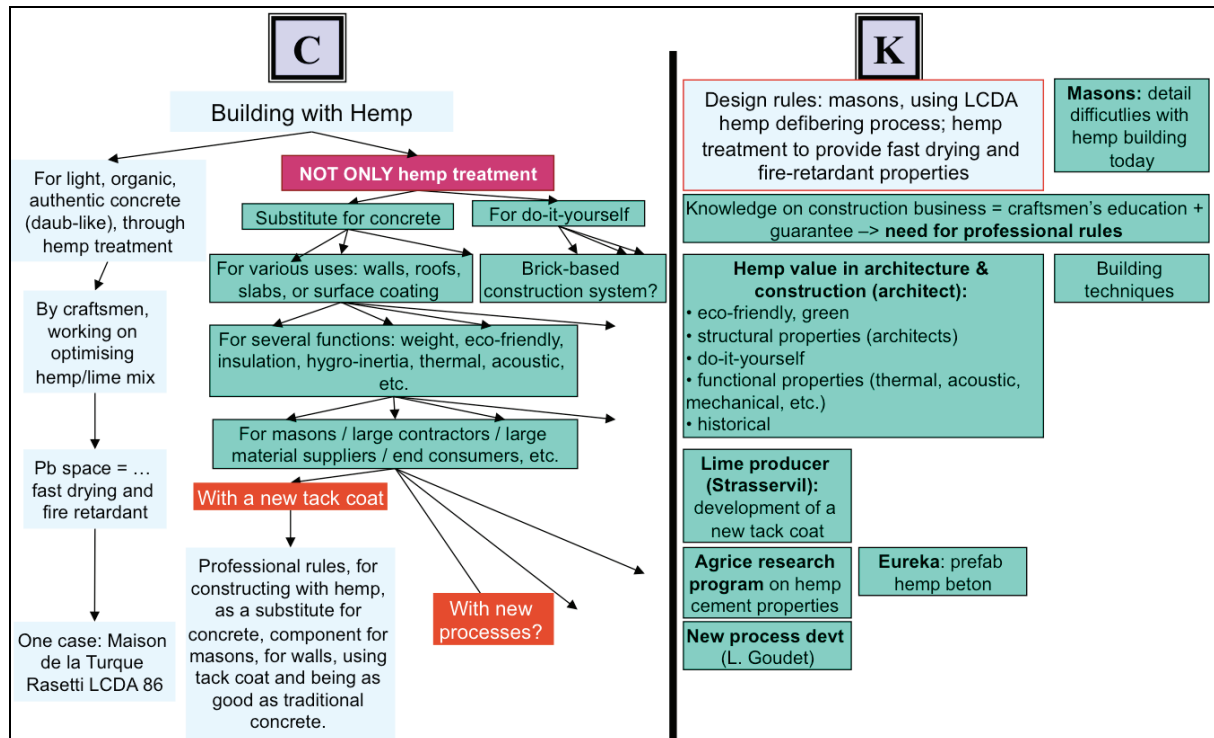 C
Building with Hemp
For light, organic,
authentic concrete
(daub-like), through
hemp treatment
By craftsmen,
working on
optimising
hemp/lime mix
Pb space = …
fast drying and
fire retardant
One case: Maison
de la Turque
Rasetti LCDA 86
NOT ONLY hemp treatment
Substitute for concrete
For do-it-yourself
For various uses: walls, roofs,
slabs, or surface coating
Brick-based
construction system?
For several functions: weight, eco-friendly,
insulation, hygro-inertia, thermal, acoustic,
etc.
For masons / large contractors / large
material suppliers / end consumers, etc.
With a new tack coat
Professional rules, for
constructing with hemp,
as a substitute for
concrete, component for
masons, for walls, using
tack coat and being as
good as traditional
concrete.
With new
processes?
K
Design rules: masons, using LCDA
hemp defibering process; hemp
treatment to provide fast drying and
fire-retardant properties
Masons: detail
difficutlies with
hemp building
today
Knowledge on construction business = craftsmen's education +
guarantee –> need for professional rules
Hemp value in architecture &
construction (architect):
• eco-friendly, green
• structural properties (architects)
• do-it-yourself
• functional properties (thermal, acoustic,
mechanical, etc.)
• historical
Building
techniques
Lime producer
(Strasservil):
development of a
new tack coat
Agrice research
program on hemp
cement properties
Eureka: prefab
hemp beton
New process devt
(L. Goudet)